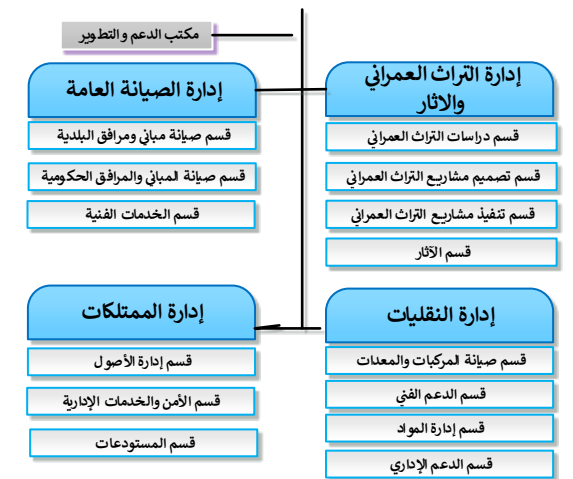 مكتب الدعم والتطوير
إدارة التراث العمراني
والاثار
قسم دراسات التراث العمراني
قسم تصميم مشاريع التراث العمراني
قسم تنفيذ مشاريع التراث العمراني
قسم الآثار
إدارة الصيانة العامة
قسم صيانة مباني ومرافق البلدية
قسم صيانة المباني والمرافق الحكومية
قسم الخدمات الفنية
إدارة النقليات
قسم صيانة المركبات والمعدات
قسم الدعم الفني
قسم إدارة المواد
قسم الدعم الإداري
إدارة الممتلكات
قسم إدارة الأصول
قسم الأمن والخدمات الإدارية
قسم المستودعات